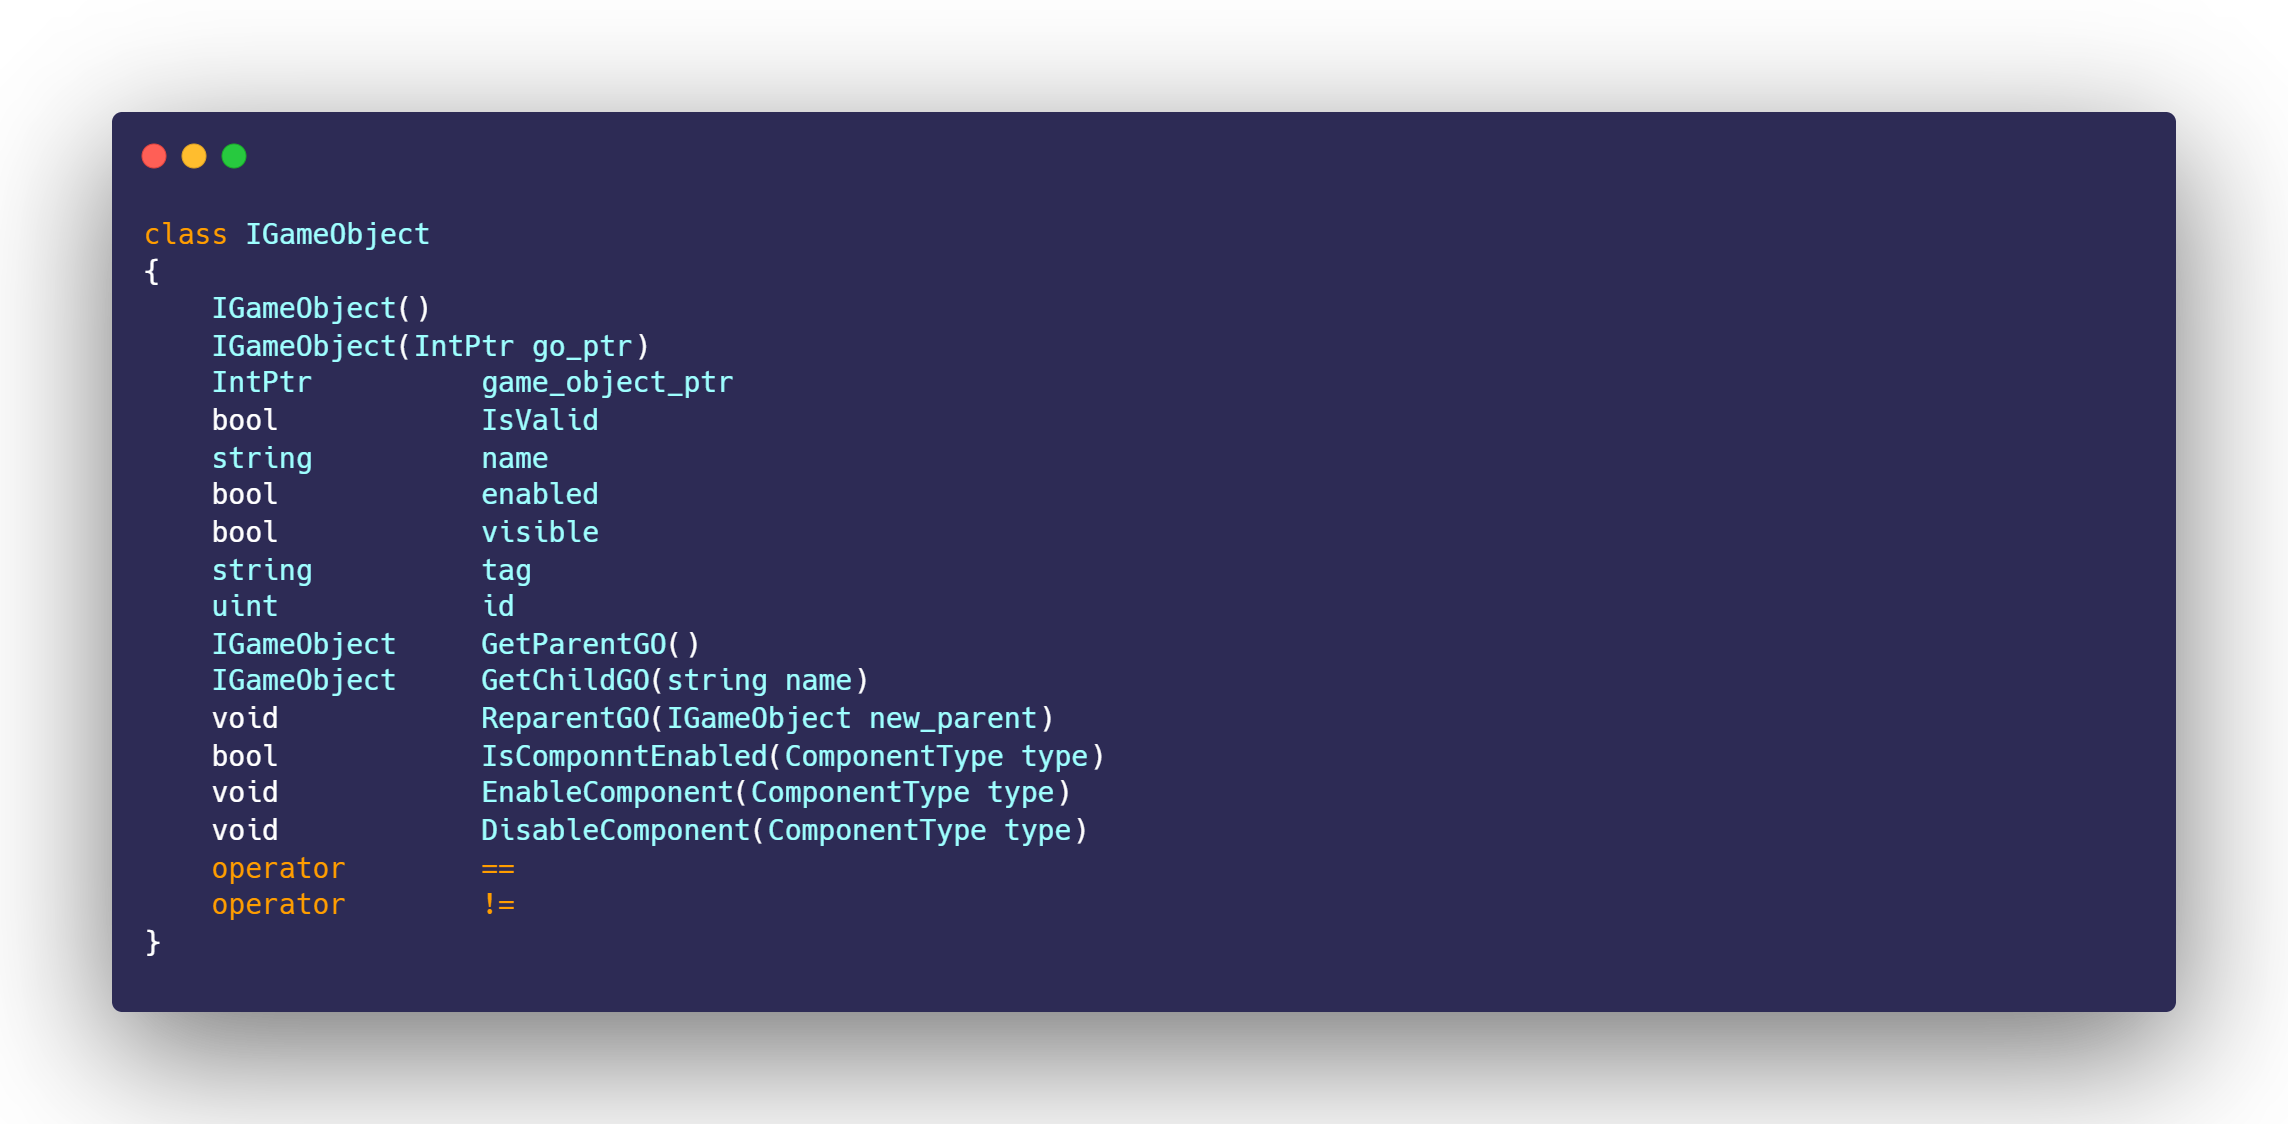 class IGameObject
{
    IGameObject()
    IGameObject(IntPtr go_ptr)
    IntPtr          game_object_ptr
    bool            IsValid
    string          name
    bool            enabled
    bool            visible
    string          tag
    uint            id
    IGameObject     GetParentGO()
    IGameObject     GetChildGO(string name)
    void            ReparentGO(IGameObject new_parent)
    bool            IsComponntEnabled(ComponentType type)
    void            EnableComponent(ComponentType type)
    void            DisableComponent(ComponentType type)
    operator        ==
    operator        !=
}